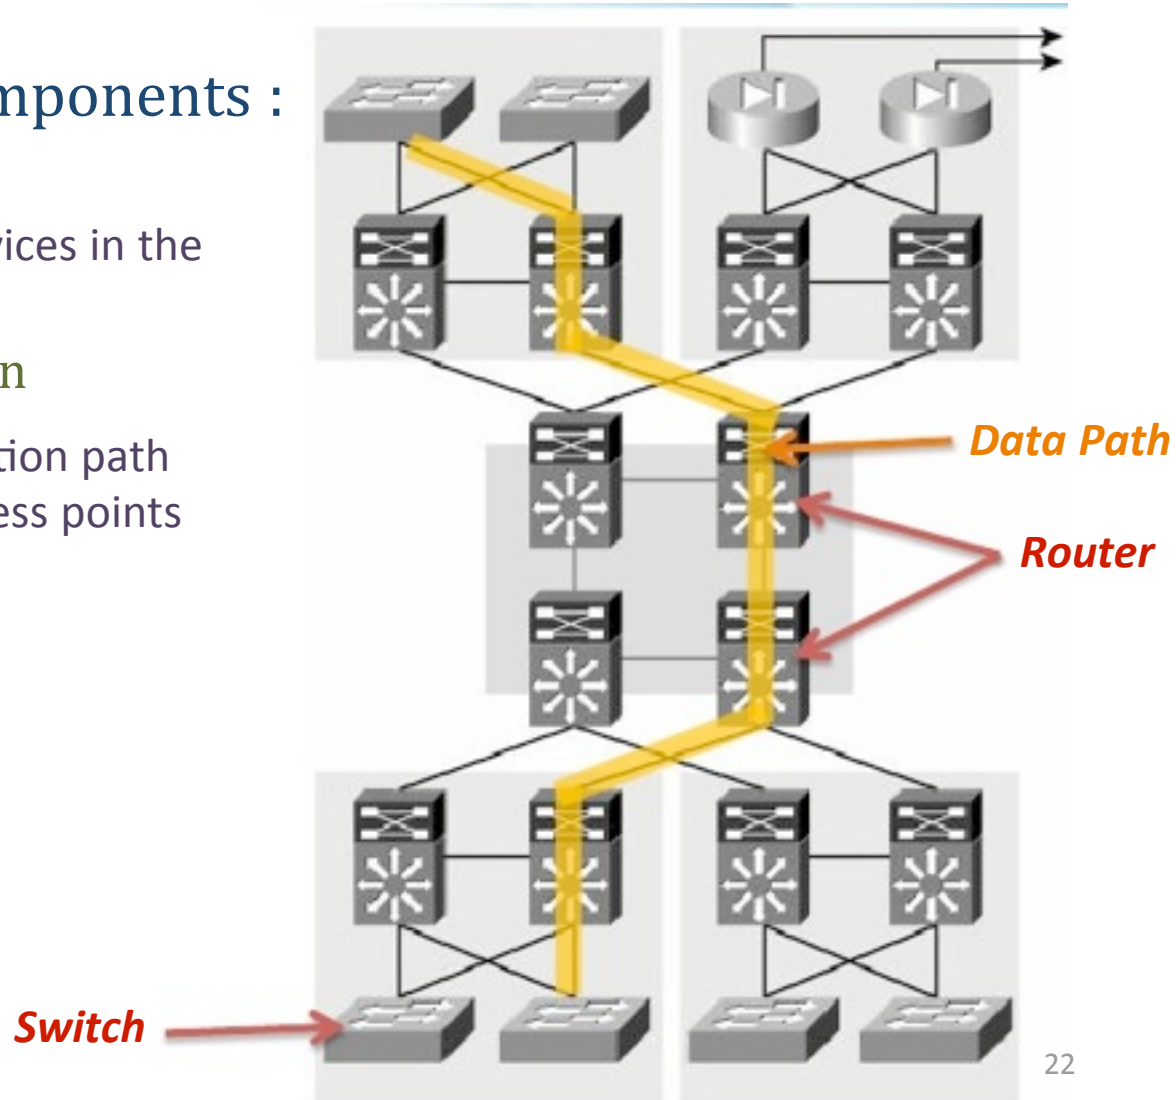 mponents :
vices in the
n
tion path
ess points
Data Path
Router
Switch
22